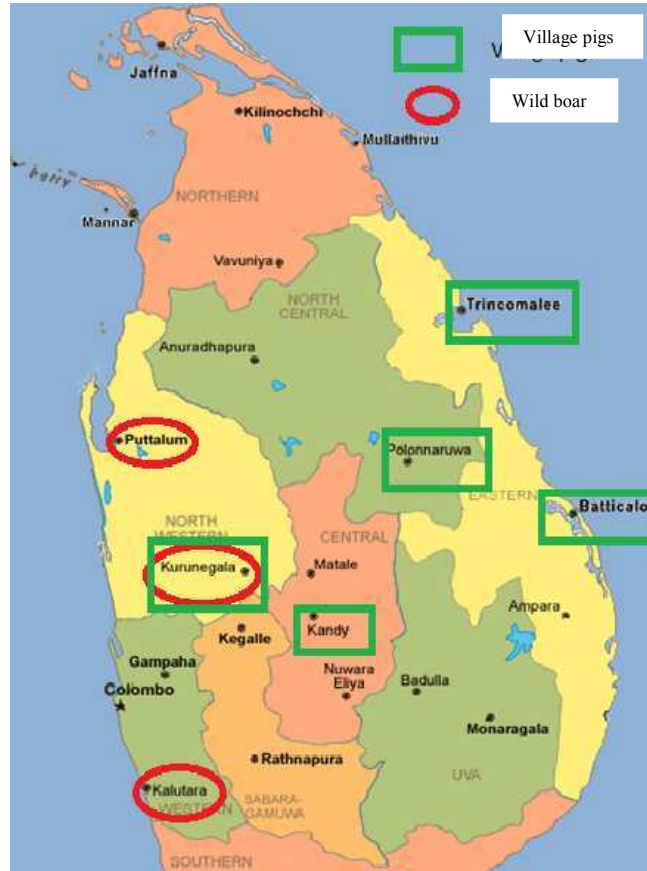 Village pigs
Wild boar
Jaffna
Kilinochchi
Mullaithivu
ferry
NORTHERN
Mannar
Vavuniya
NORTH
CENTRAL
Trincomalee
Anuradhapura
Puttalum
Polonnaruwa
EASTERN
Batticalo
NORTH
WESTERN
CENTRAL
Kurunegala
Matale
Ampara
Kandy
Kegalle
Gampaha
Nuwara
Eliya
Badulla
Colombo
Monaragala
Rathnapura
UVA
Kalutara
WESTERN
SABARA-
GAMUWA
SOUTHERN